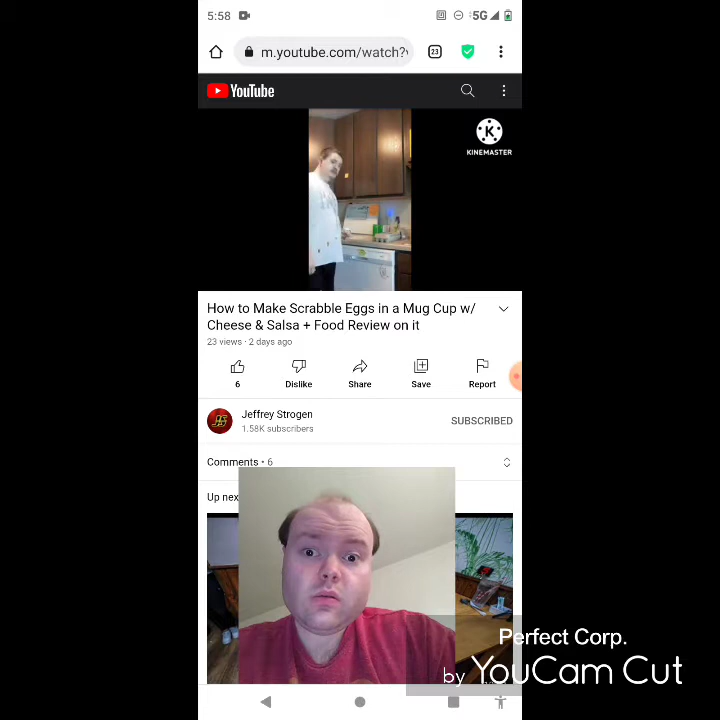 5:58
5G
m.youtube.com/watch?v
23
YouTube
K
KINEMASTER
How to Make Scrabble Eggs in a Mug Cup w/
Cheese & Salsa + Food Review on it
23 views · 2 days ago
6
Dislike
Share
Save
Report
JS
Jeffrey Strogen
1.58K subscribers
SUBSCRIBED
Comments • 6
Up nex
Perfect Corp.
by YouCam Cut